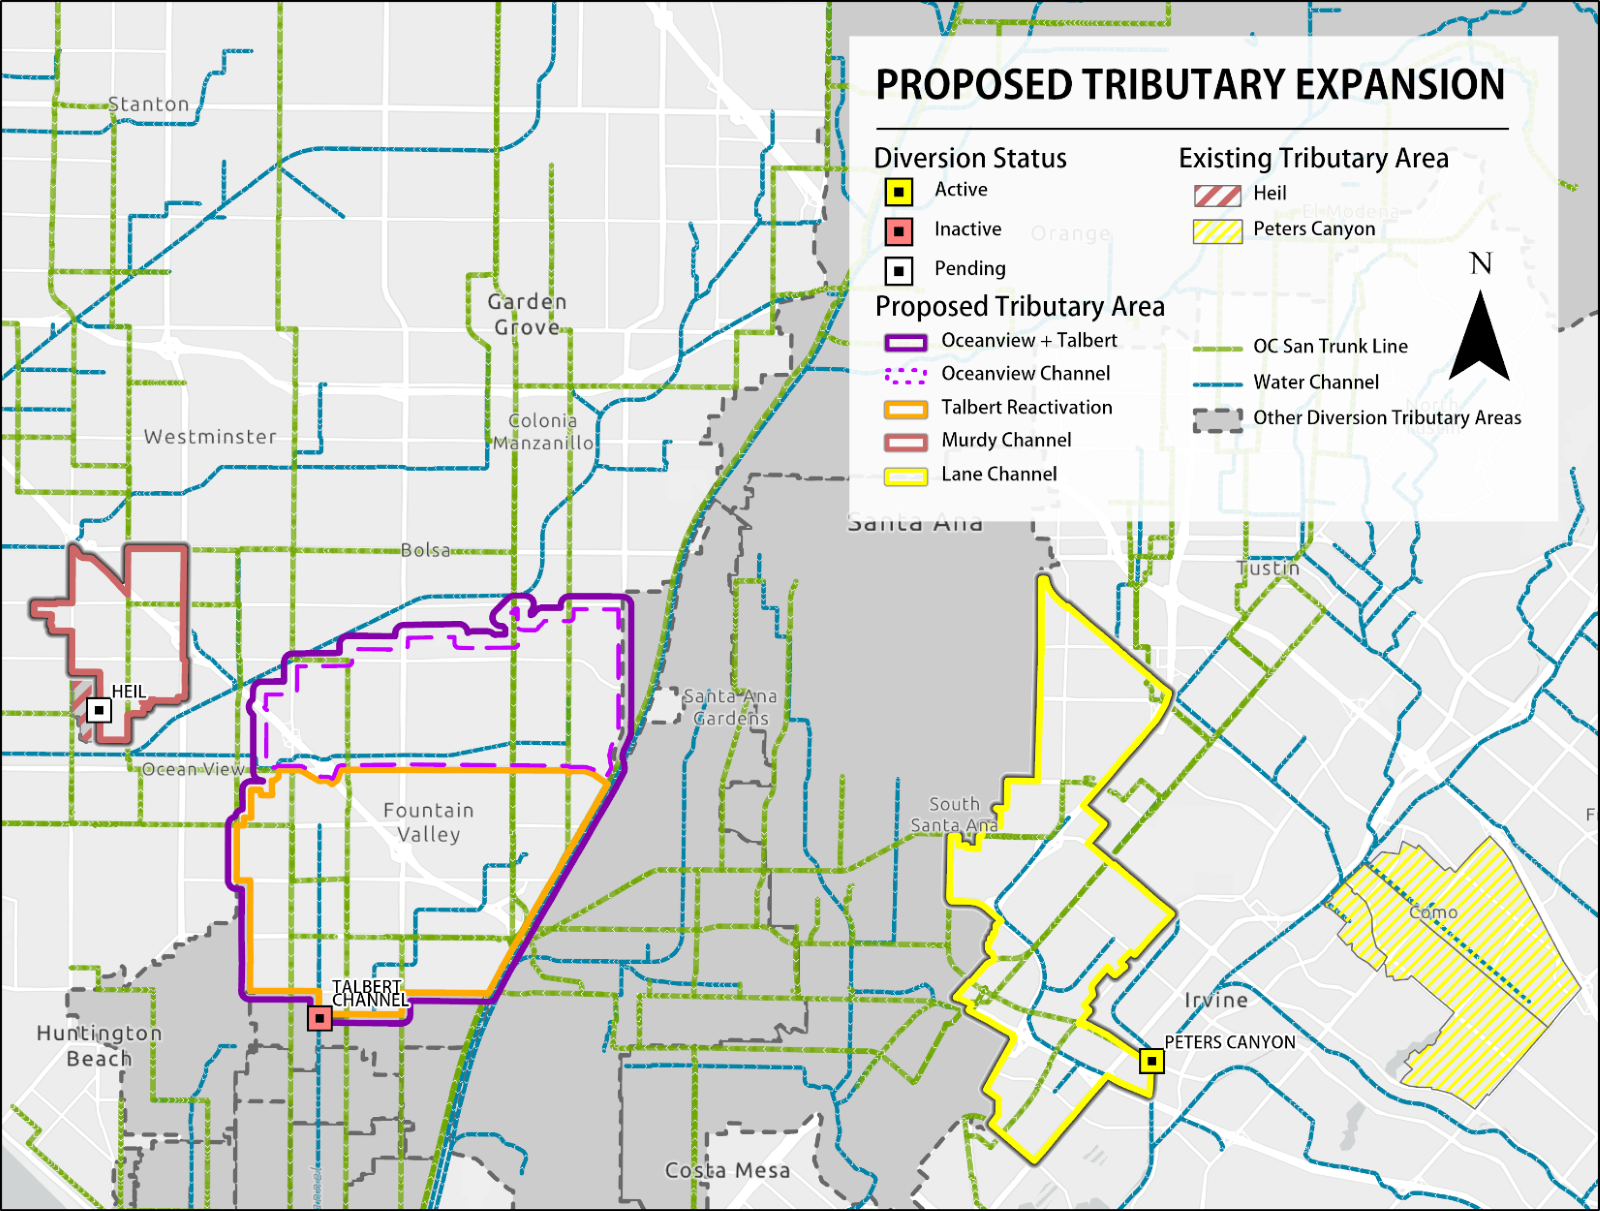 PROPOSED TRIBUTARY EXPANSION
Diversion Status
Active
Inactive
Pending
Proposed Tributary Area
Oceanview + Talbert
Oceanview Channel
Talbert Reactivation
Murdy Channel
Lane Channel
Existing Tributary Area
Heil
Peters Canyon
N
OC San Trunk Line
Water Channel
Other Diversion Tributary Areas
El Modena
Orange
North
Stanton
Garden
Grove
Colonia
Manzanillo
Westminster
Bolsa
Santa Ana
Tustin
HEIL
Santa Ana
Gardens
Ocean View
Fountain
Valley
South
Santa Ana
Como
TALBERT
CHANNEL
Irvine
Huntington
Beach
PETERS CANYON
Costa Mesa